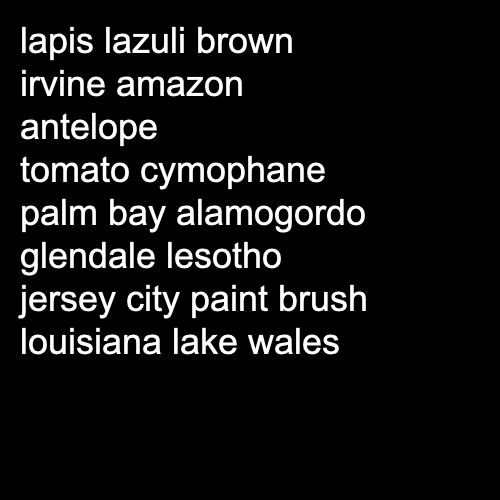 lapis lazuli brown
irvine amazon
antelope
tomato cymophane
palm bay alamogordo
glendale lesotho
jersey city paint brush
louisiana lake wales